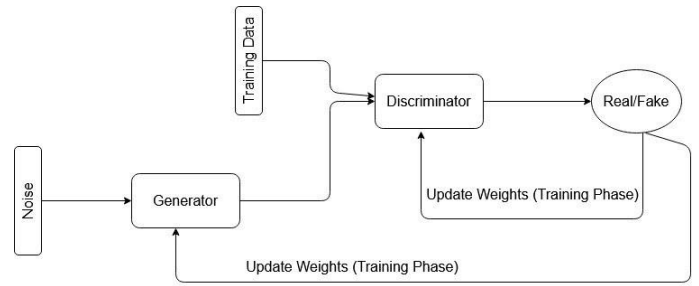 Training Data
Discriminator
Real/Fake
Noise
Generator
Update Weights (Training Phase)
Update Weights (Training Phase)